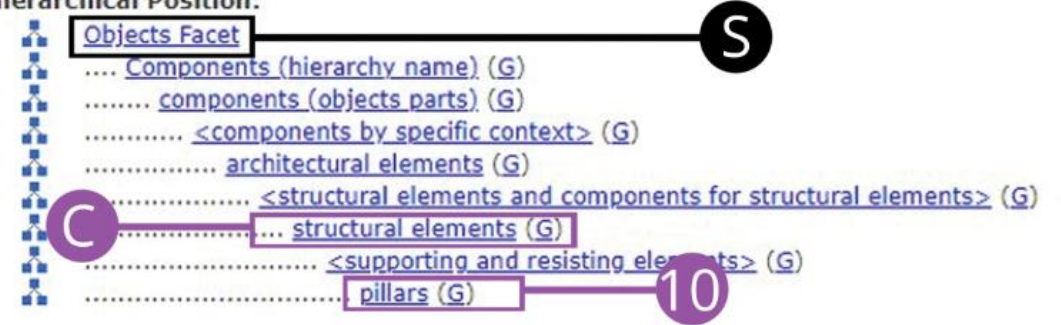 Hierarchical Position:
Objects Facet S
.... Components (hierarchy name) (G)
........ components (objects parts) (G)
............ <components by specific context> (G)
................ architectural elements (G)
.................... <structural elements and components for structural elements> (G)
C .................... structural elements (G)
............................ <supporting and resisting elements> (G)
................................ pillars (G) 10